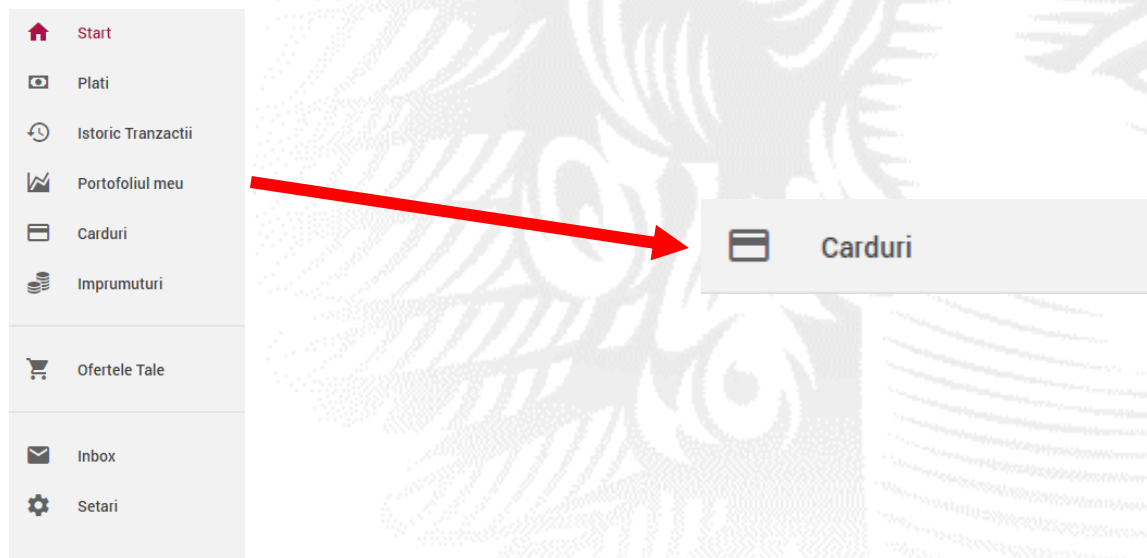 Start
Plati
Istoric Tranzactii
Portofoliul meu
Carduri
Imprumuturi
Ofertele Tale
Inbox
Setari
Carduri